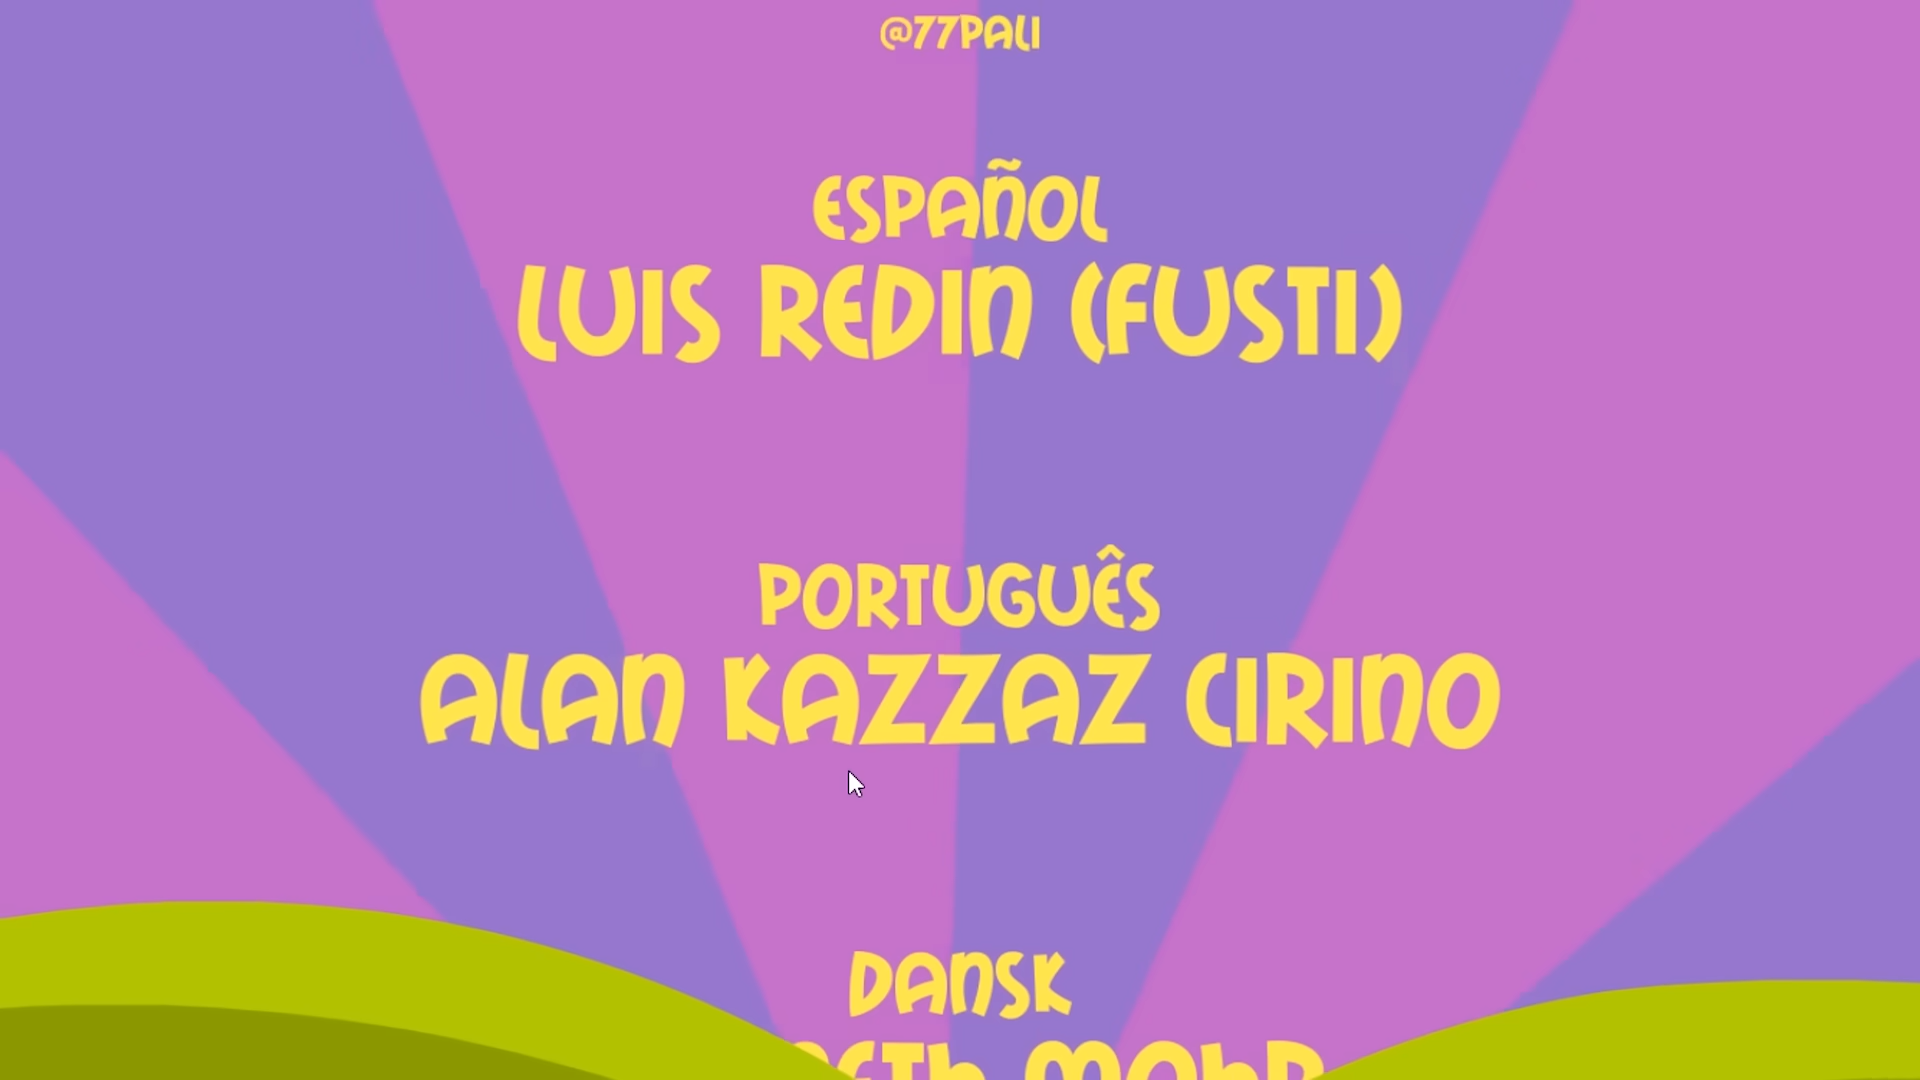 @77PALI
ESPAÑOL
LUIS REDIN (FUSTI)
PORTUGUÊS
ALAN KAZZAZ CIRINO
DANSK